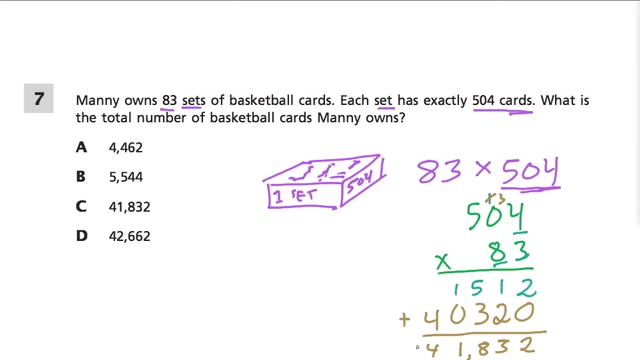 7 Manny owns 83 sets of basketball cards. Each set has exactly 504 cards. What is
the total number of basketball cards Manny owns?
A 4,462
B 5,544
C 41,832
D 42,662
1 SET 504
83 × 504
504
× 83
1512
+ 40320
41,832